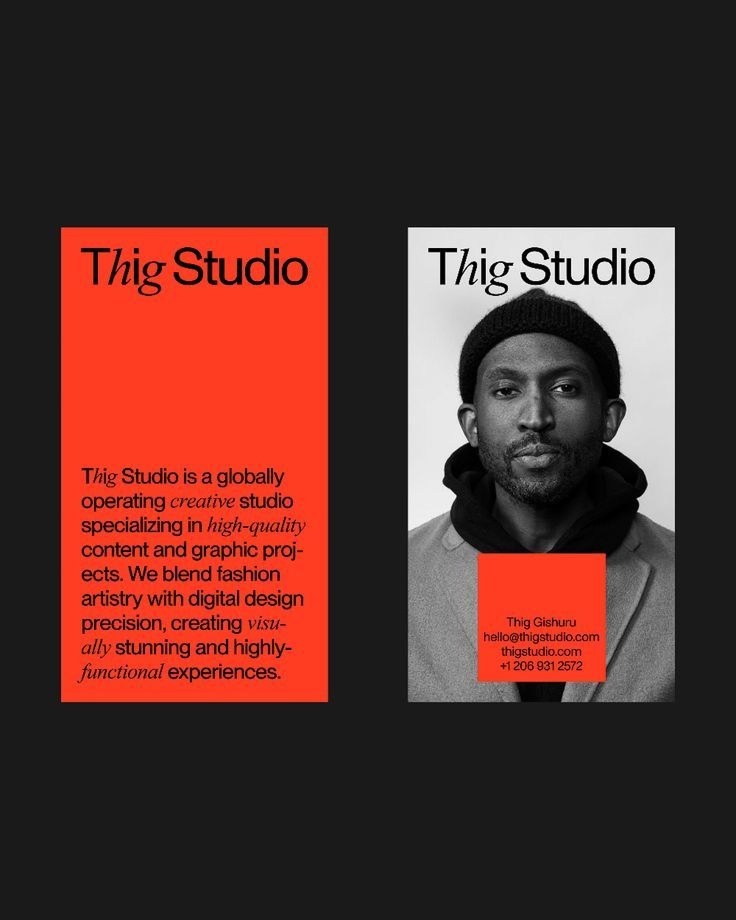 Thig Studio
Thig Studio is a globally
operating creative studio
specializing in high-quality
content and graphic proj-
ects. We blend fashion
artistry with digital design
precision, creating visu-
ally stunning and highly-
functional experiences.
Thig Studio
Thig Gishuru
hello@thigstudio.com
thigstudio.com
+1 206 931 2572